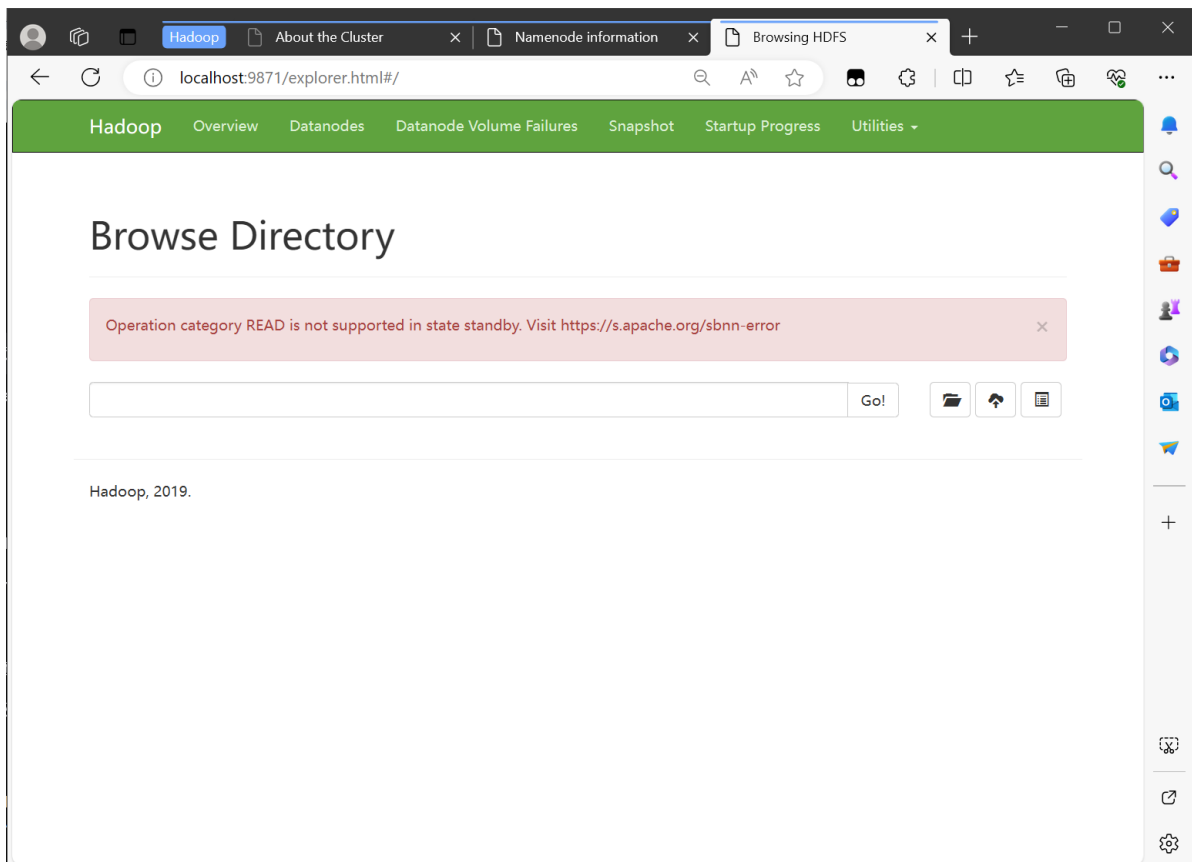 Hadoop About the Cluster Namenode information Browsing HDFS
localhost:9871/explorer.html#/
Hadoop Overview Datanodes Datanode Volume Failures Snapshot Startup Progress Utilities
Browse Directory
Operation category READ is not supported in state standby. Visit https://s.apache.org/sbnn-error
Go!
Hadoop, 2019.